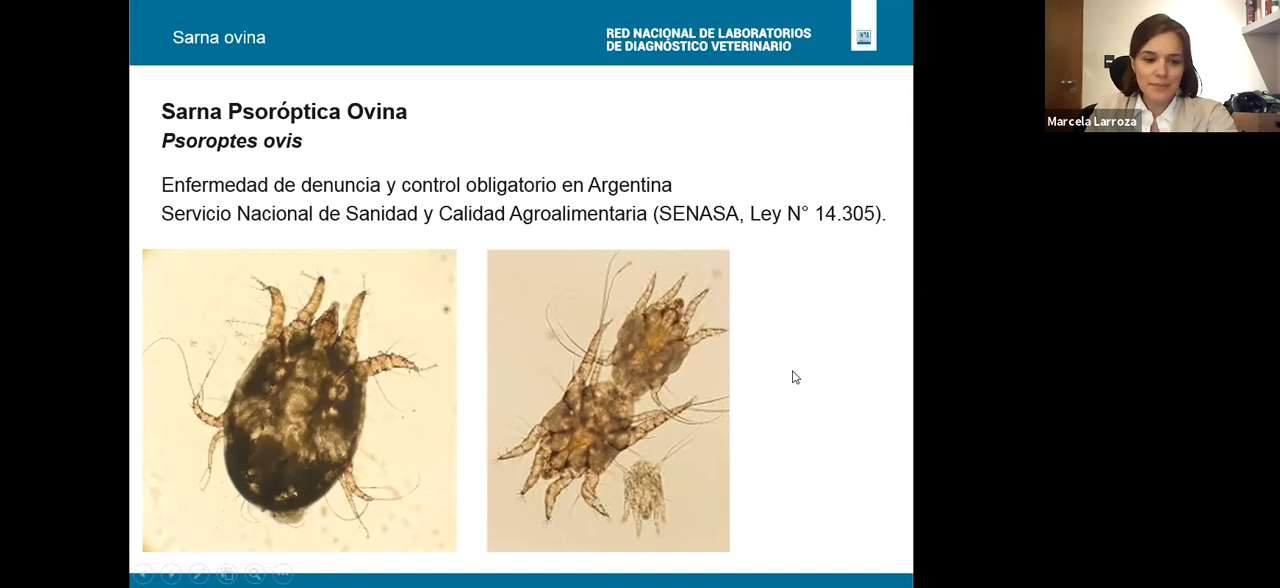 Sarna ovina
RED NACIONAL DE LABORATORIOS
DE DIAGNÓSTICO VETERINARIO
INTA
Sarna Psoróptica Ovina
Psoroptes ovis
Enfermedad de denuncia y control obligatorio en Argentina
Servicio Nacional de Sanidad y Calidad Agroalimentaria (SENASA, Ley N° 14.305).
Marcela Larroza